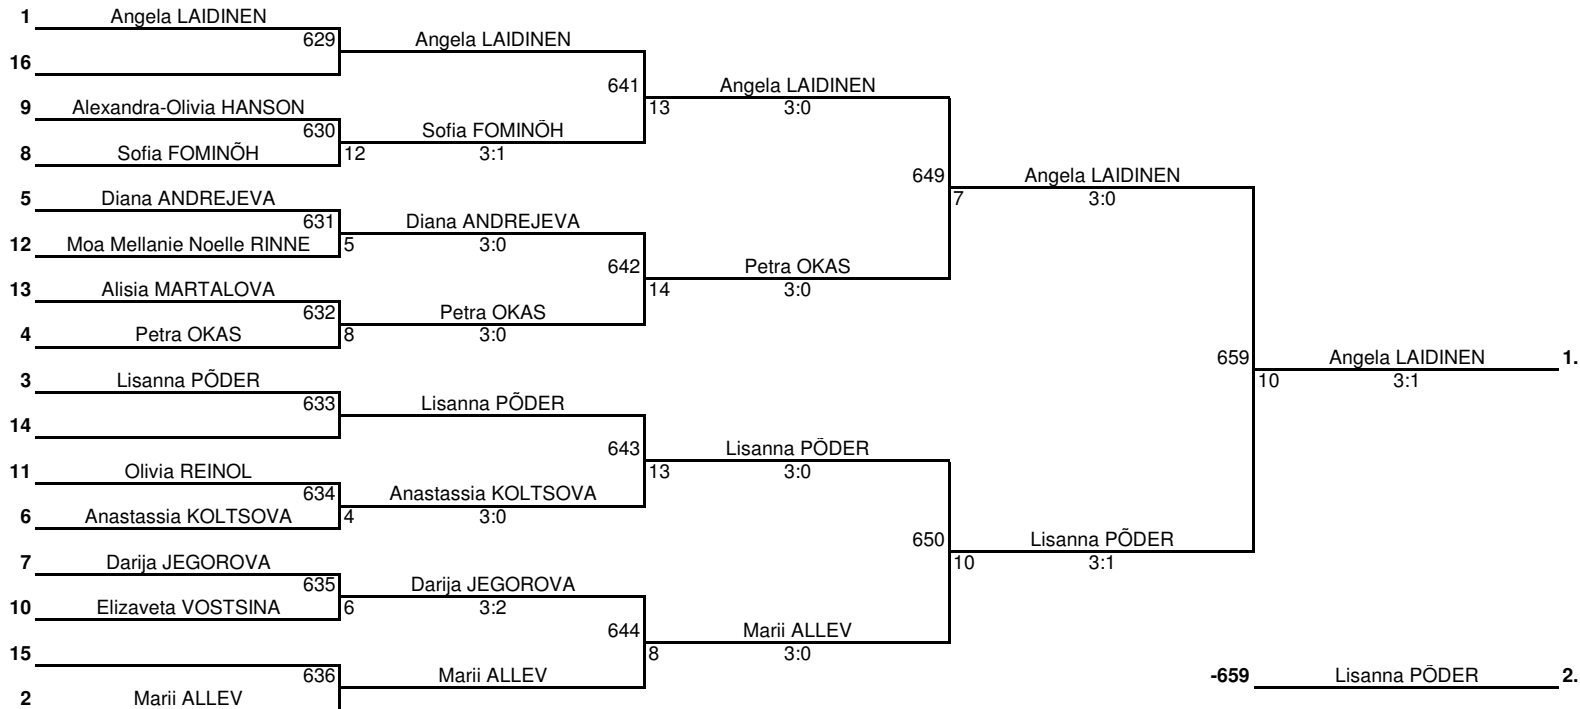 1 Angela LAIDINEN
629 Angela LAIDINEN
16
641 Angela LAIDINEN
9 Alexandra-Olivia HANSON
13 3:0
630 Sofia FOMINÕH
8 Sofia FOMINÕH
12 3:1
649 Angela LAIDINEN
5 Diana ANDREJEVA
7 3:0
631 Diana ANDREJEVA
12 Moa Mellanie Noelle RINNE
5 3:0
642 Petra OKAS
13 Alisia MARTALOVA
14 3:0
632 Petra OKAS
4 Petra OKAS
8 3:0
659 Angela LAIDINEN 1.
3 Lisanna PÕDER
10 3:1
633 Lisanna PÕDER
14
643 Lisanna PÕDER
11 Olivia REINOL
13 3:0
634 Anastassia KOLTSOVA
6 Anastassia KOLTSOVA
4 3:0
650 Lisanna PÕDER
7 Darija JEGOROVA
10 3:1
635 Darija JEGOROVA
10 Elizaveta VOSTSINA
6 3:2
644 Marii ALLEV
15
8 3:0
636 Marii ALLEV
-659 Lisanna PÕDER 2.
2 Marii ALLEV